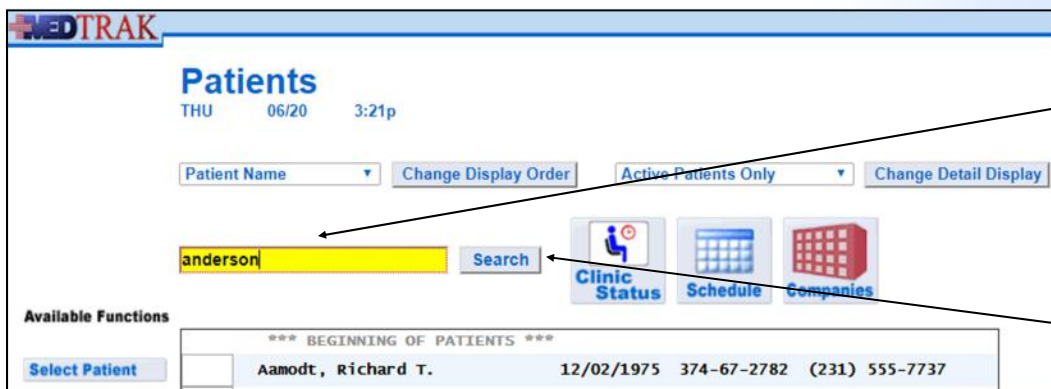 MEDTRAK
Patients
THU 06/20 3:21p
Patient Name Change Display Order Active Patients Only Change Detail Display
anderson Search Clinic Status Schedule Companies
Available Functions
*** BEGINNING OF PATIENTS ***
Select Patient Aamodt, Richard T. 12/02/1975 374-67-2782 (231) 555-7737